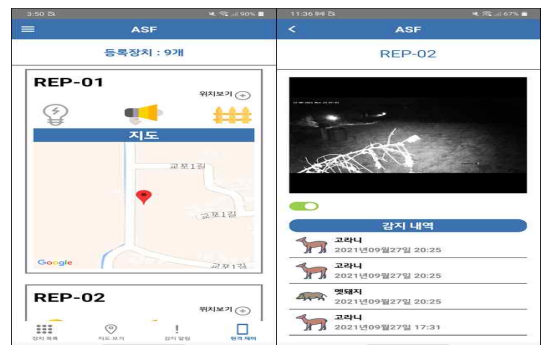 3:50
90%
ASF
등록장치 : 9개
REP-01
위치보기
지도
교포1길
교포1길
교포1길
Google
REP-02
위치보기
장치 목록
지도 보기
감지 알림
원격 제어
11:36
67%
ASF
REP-02
감지 내역
고라니
2021년09월27일 20:25
고라니
2021년09월27일 20:25
멧돼지
2021년09월27일 20:25
고라니
2021년09월27일 17:31